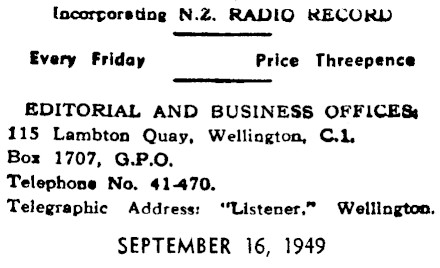 Incorporating N.Z. RADIO RECORD
Every Friday Price Threepence
EDITORIAL AND BUSINESS OFFICES:
115 Lambton Quay, Wellington, C.1.
Box 1707, G.P.O.
Telephone No. 41-470.
Telegraphic Address: "Listener," Wellington.
SEPTEMBER 16, 1949